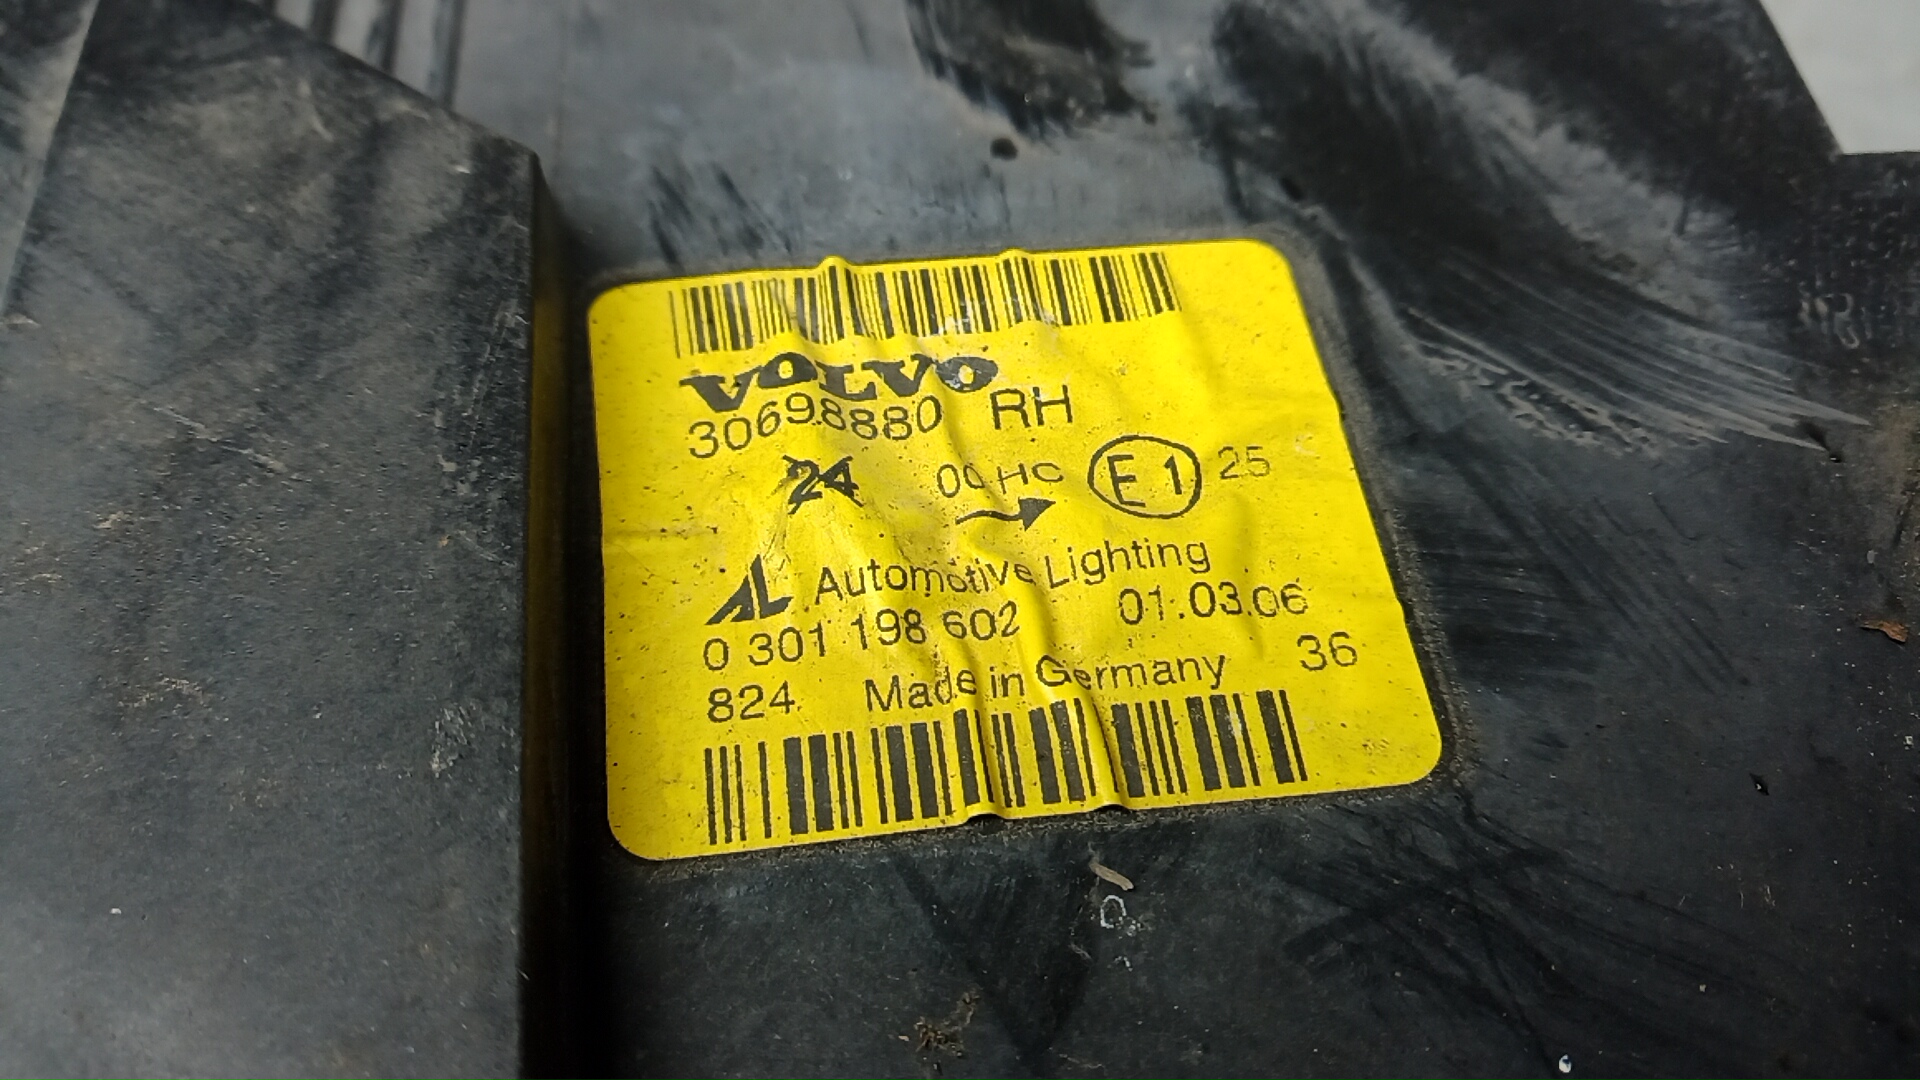 VOLVO
30698880 RH
24 00 HC E1 25
AL Automotive Lighting
0 301 198 602 01.03.06
824 Made in Germany 36